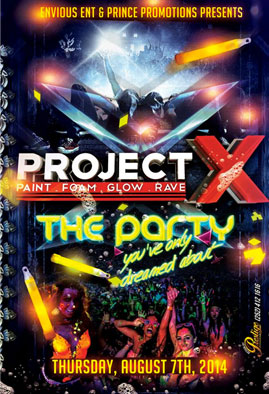 ENVIOUS ENT & PRINCE PROMOTIONS PRESENTS
PROJECT X
PAINT . FOAM . GLOW . RAVE
THE PARTY
you've only
dreamed about
THURSDAY, AUGUST 7TH, 2014